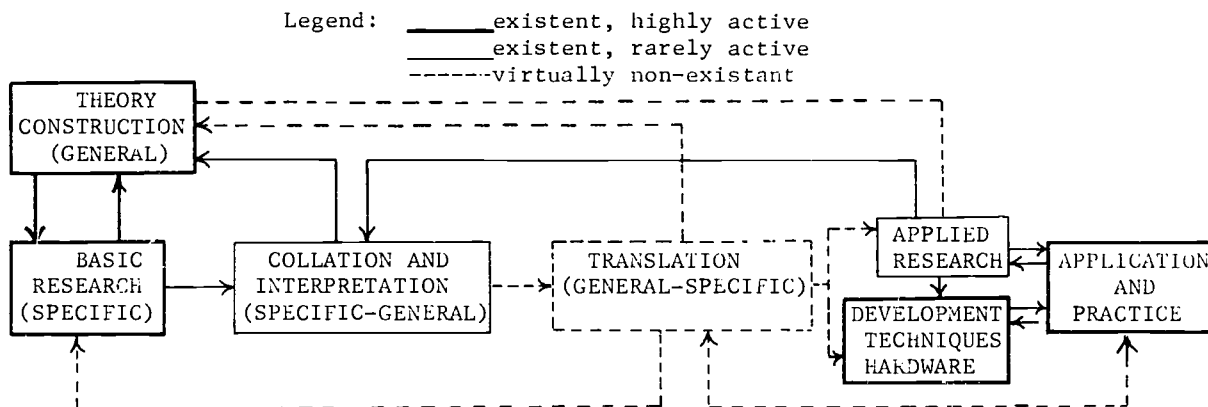 Legend: existent, highly active
existent, rarely active
virtually non-existant
THEORY
CONSTRUCTION
(GENERAL)
BASIC
RESEARCH
(SPECIFIC)
COLLATION AND
INTERPRETATION
(SPECIFIC-GENERAL)
TRANSLATION
(GENERAL-SPECIFIC)
APPLIED
RESEARCH
DEVELOPMENT
TECHNIQUES
HARDWARE
APPLICATION
AND
PRACTICE